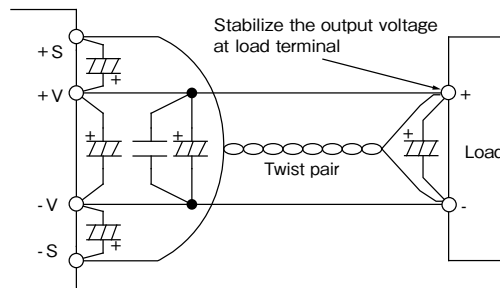 Stabilize the output voltage
at load terminal
+S
+
+V
+
+
+
+
Load
Twist pair
-V
-
+
-S